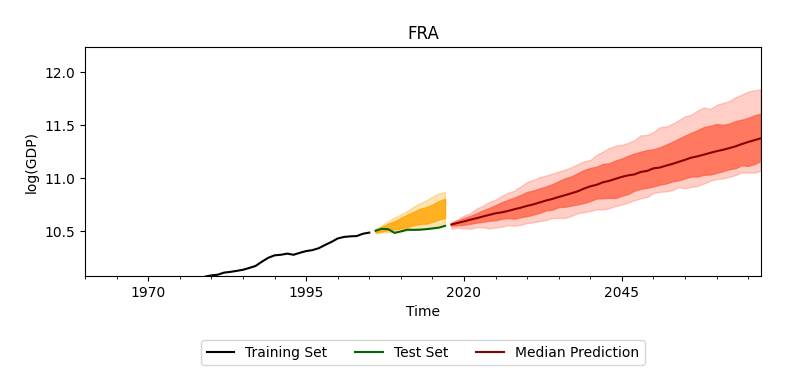 FRA
12.0
11.5
11.0
10.5
log(GDP)
1970 1995 2020 2045
Time
Training Set Test Set Median Prediction